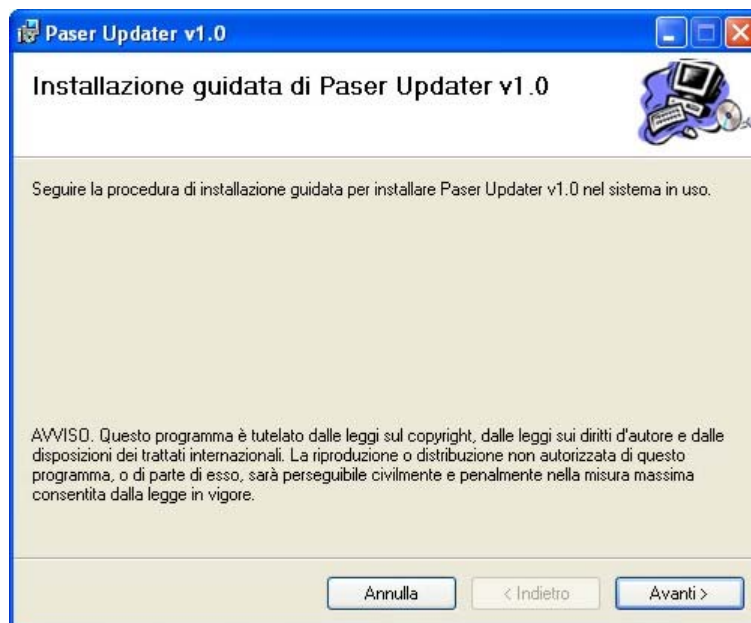 Paser Updater v1.0
Installazione guidata di Paser Updater v1.0
Seguire la procedura di installazione guidata per installare Paser Updater v1.0 nel sistema in uso.
AVVISO. Questo programma è tutelato dalle leggi sul copyright, dalle leggi sui diritti d'autore e dalle
disposizioni dei trattati internazionali. La riproduzione o distribuzione non autorizzata di questo
programma, o di parte di esso, sarà perseguibile civilmente e penalmente nella misura massima
consentita dalla legge in vigore.
Annulla
< Indietro
Avanti >